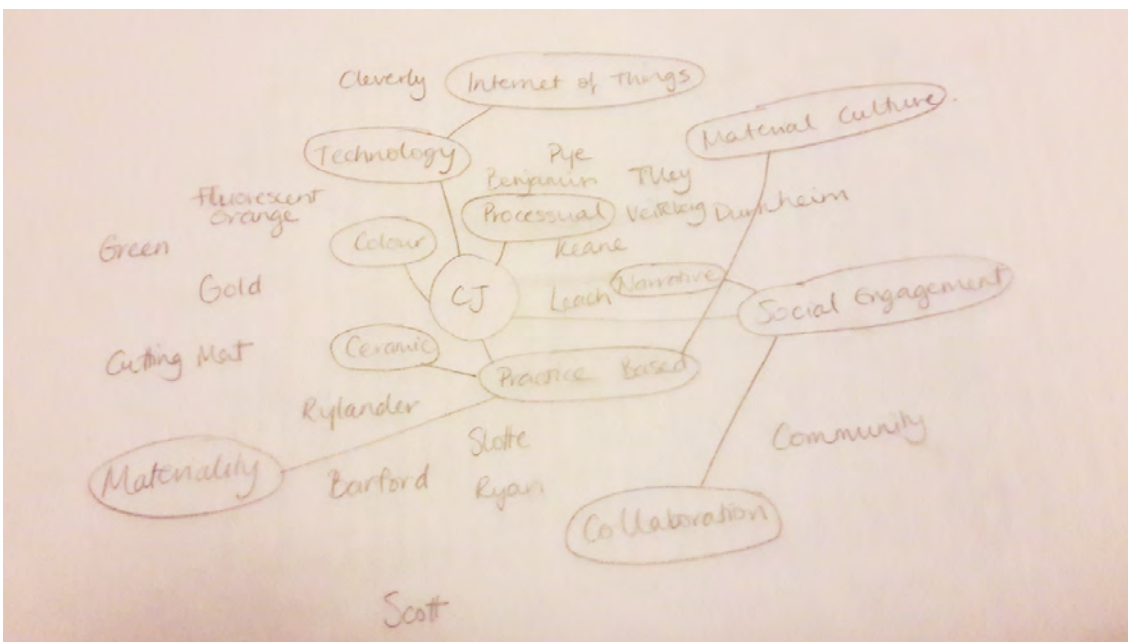 Cleverly
Internet of Things
Material Culture.
Technology
Pye
Benjamin
Tilley
Fluorescent
Orange
Processual
Durnheim
Green
Colour
Keane
Gold
CJ
Leach
Narrative
Social Engagement
Cutting Mat
Ceramic
Practice Based
Rylander
Slotte
Community
Materiality
Barford
Ryan
Collaboration
Scott